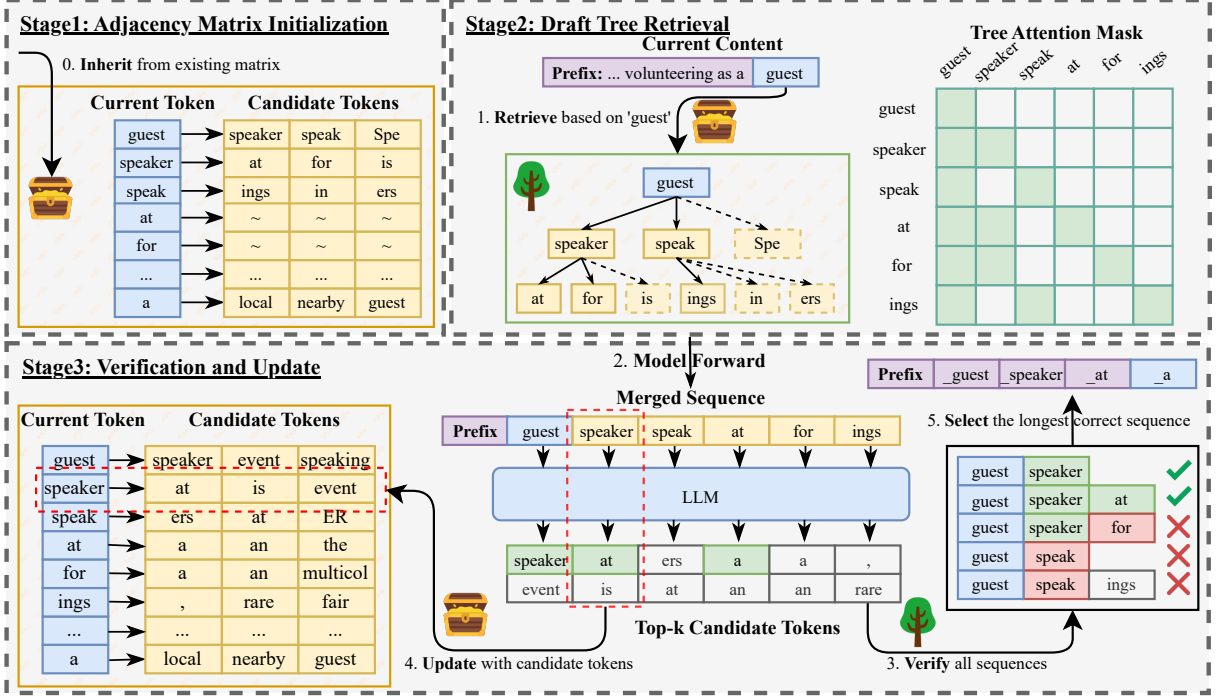 Stage1: Adjacency Matrix Initialization
0. Inherit from existing matrix
Current Token Candidate Tokens
guest speaker speak Spe
speaker at for is
speak ings in ers
at ~ ~ ~
for ~ ~ ~
... ... ... ...
a local nearby guest
Stage2: Draft Tree Retrieval
Current Content
Prefix: ... volunteering as a guest
1. Retrieve based on 'guest'
guest
speaker speak Spe
at for is ings in ers
Tree Attention Mask
guest speaker speak at for ings
guest
speaker
speak
at
for
ings
Stage3: Verification and Update
Current Token Candidate Tokens
guest speaker event speaking
speaker at is event
speak ers at ER
at a an the
for a an multicol
ings , rare fair
... ... ... ...
a local nearby guest
2. Model Forward
Merged Sequence
Prefix guest speaker speak at for ings
LLM
speaker at ers a a ,
event is at an an rare
Top-k Candidate Tokens
4. Update with candidate tokens
3. Verify all sequences
guest speaker
guest speaker at
guest speaker for
guest speak
guest speak ings
5. Select the longest correct sequence
Prefix _guest _speaker _at _a